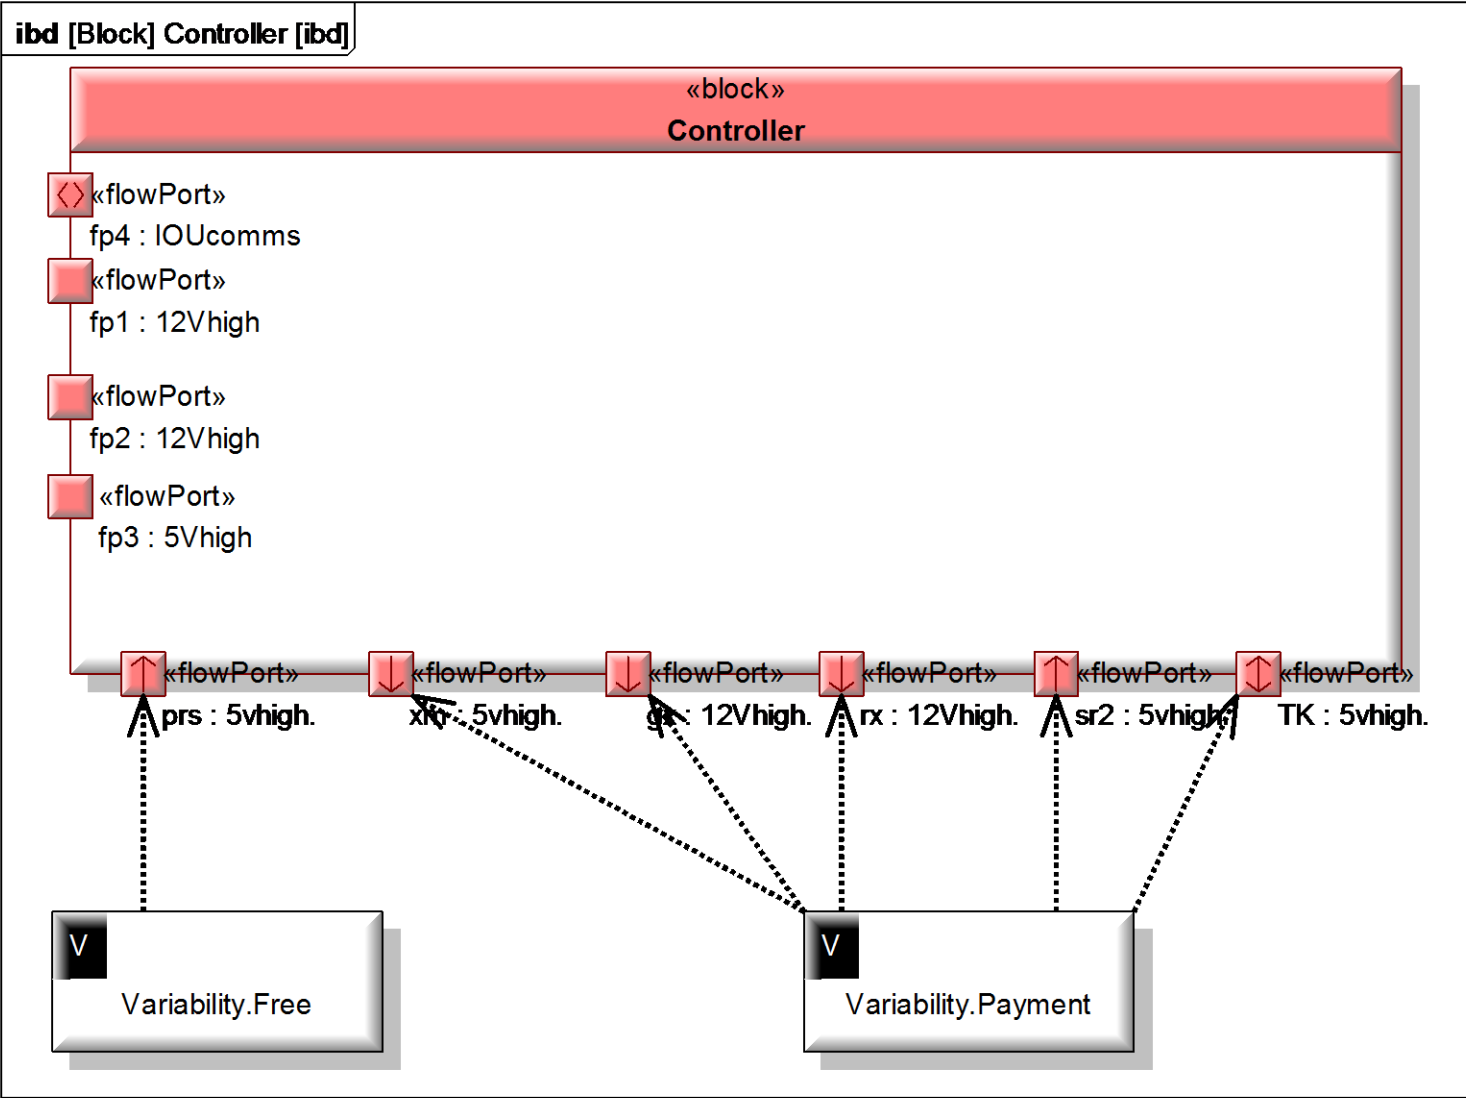 ibd [Block] Controller [ibd]
«block»
Controller
«flowPort»
fp4 : IOUcomms
«flowPort»
fp1 : 12Vhigh
«flowPort»
fp2 : 12Vhigh
«flowPort»
fp3 : 5Vhigh
«flowPort» «flowPort» «flowPort» «flowPort» «flowPort» «flowPort»
prs : 5vhigh. : 5vhigh. : 12Vhigh. rx : 12Vhigh. sr2 : 5vhigh. TK : 5vhigh.
V
Variability.Free
V
Variability.Payment